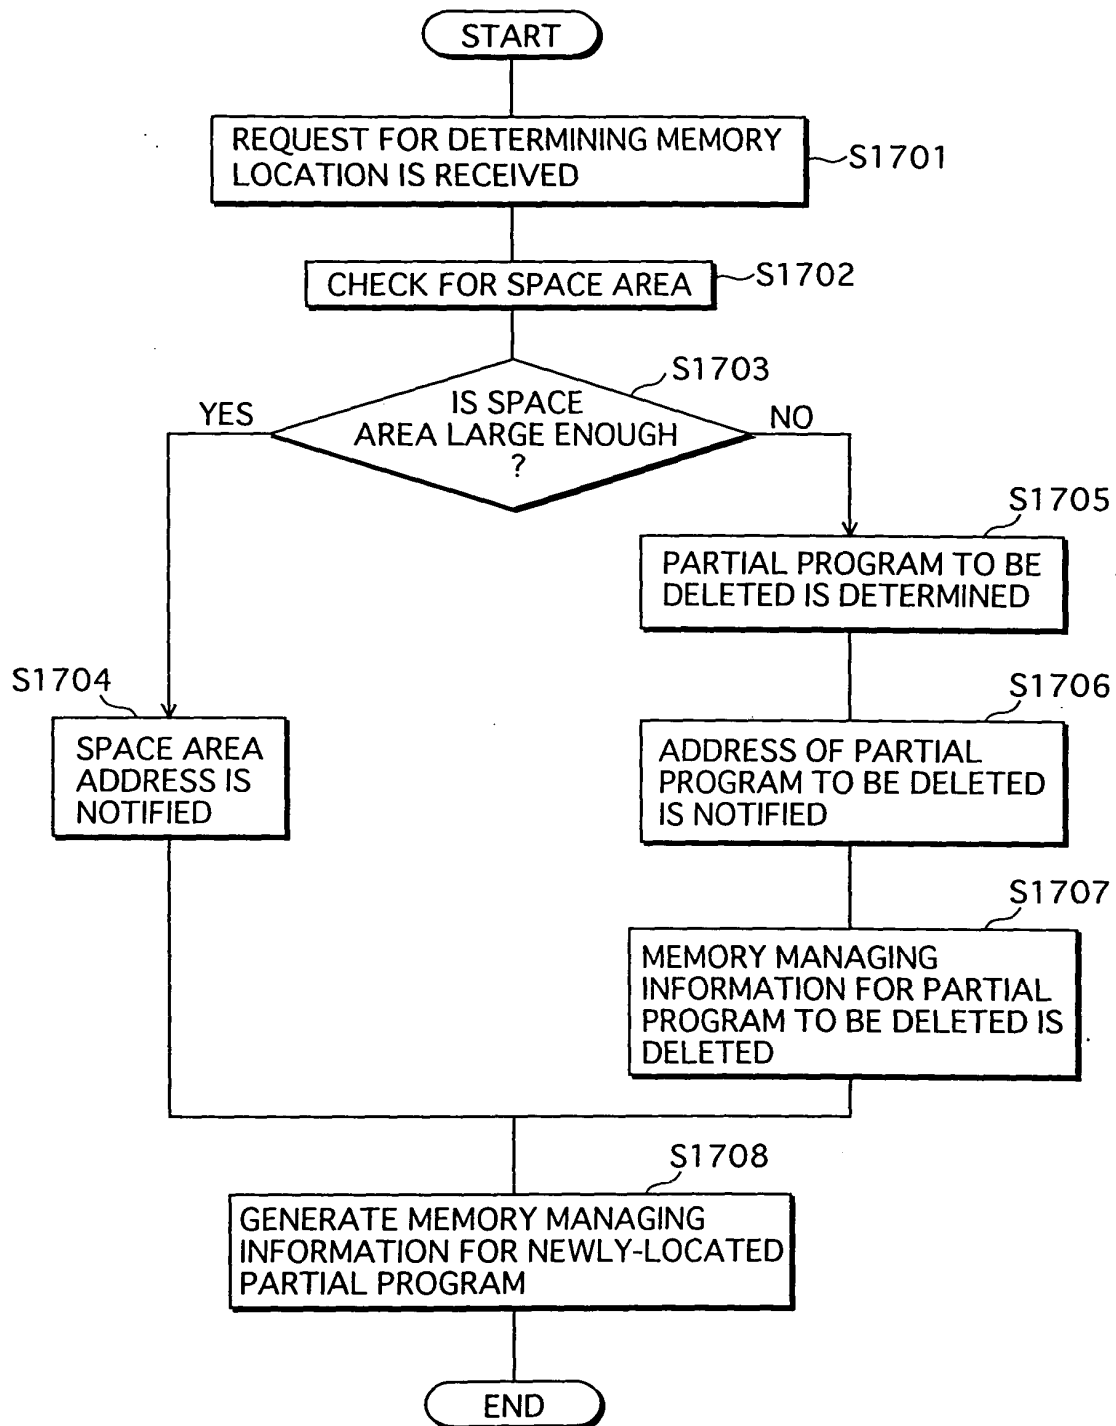 START
REQUEST FOR DETERMINING MEMORY
LOCATION IS RECEIVED
S1701
CHECK FOR SPACE AREA
S1702
S1703
IS SPACE
AREA LARGE ENOUGH
?
YES
NO
S1705
PARTIAL PROGRAM TO BE
DELETED IS DETERMINED
S1704
SPACE AREA
ADDRESS IS
NOTIFIED
S1706
ADDRESS OF PARTIAL
PROGRAM TO BE DELETED
IS NOTIFIED
S1707
MEMORY MANAGING
INFORMATION FOR PARTIAL
PROGRAM TO BE DELETED IS
DELETED
S1708
GENERATE MEMORY MANAGING
INFORMATION FOR NEWLY-LOCATED
PARTIAL PROGRAM
END